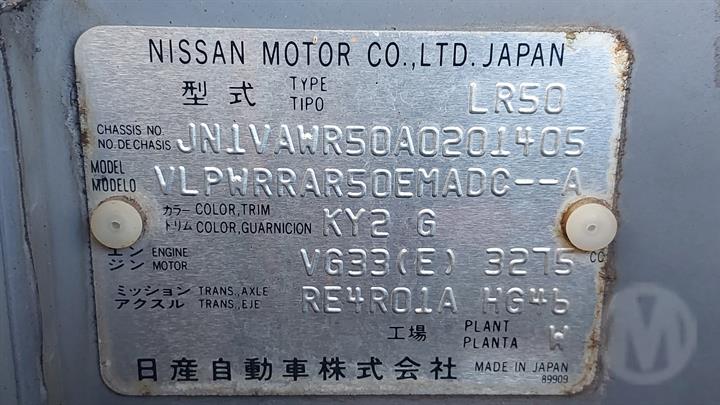 NISSAN MOTOR CO.,LTD. JAPAN
型式 TYPE TIPO LR50
CHASSIS NO. NO.DE CHASIS JN1VAWR50A0201405
MODEL MODELO VLPWRRAR50EMADC--A
カラー COLOR,TRIM
トリム COLOR,GUARNICION KY2 G
エンジン ENGINE MOTOR VG33(E) 3275 CC
ミッション TRANS.,AXLE
アクスル TRANS.,EJE RE4R01A HG46
工場 PLANT PLANTA W
日産自動車株式会社 MADE IN JAPAN
89909
M